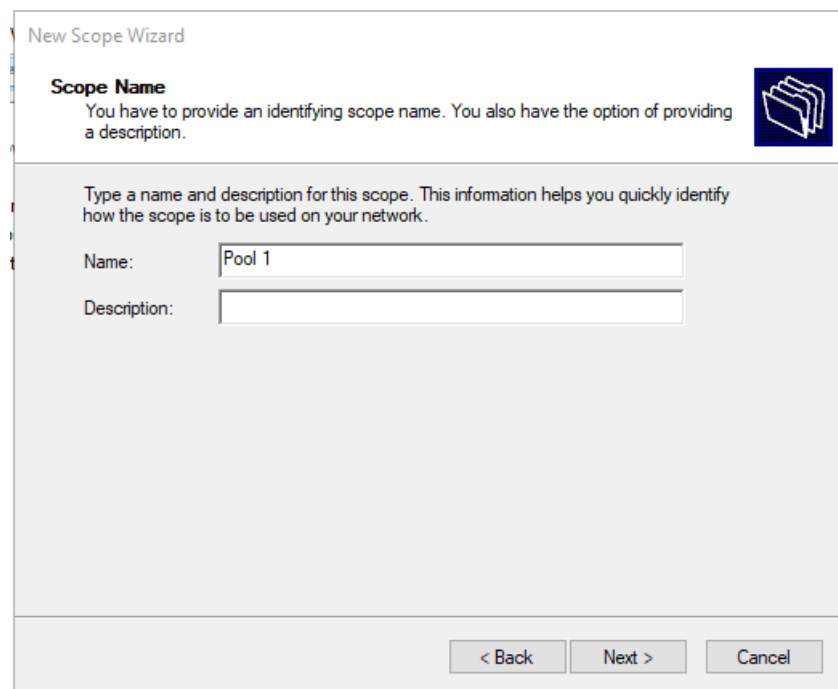 New Scope Wizard
Scope Name
You have to provide an identifying scope name. You also have the option of providing
a description.
Type a name and description for this scope. This information helps you quickly identify
how the scope is to be used on your network.
Name:
Pool 1
Description:
< Back
Next >
Cancel